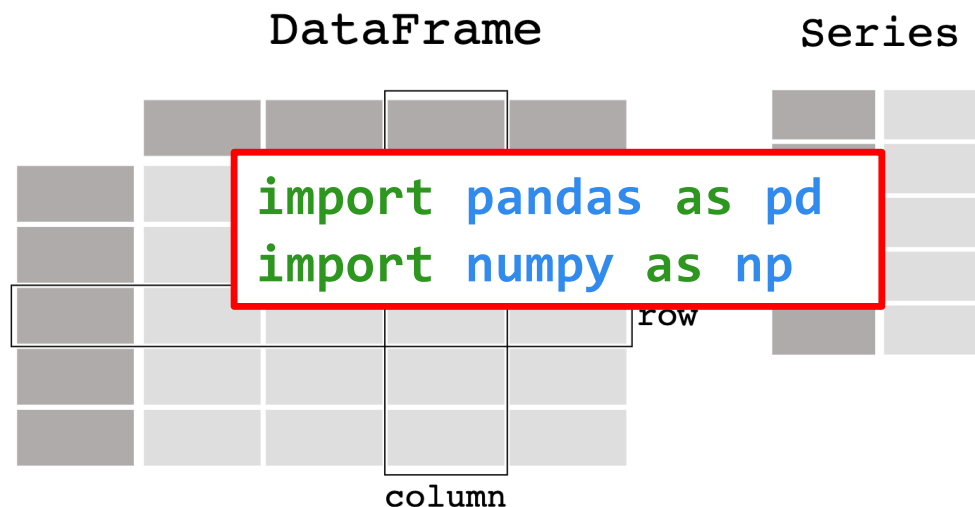 DataFrame
Series
import pandas as pd
import numpy as np
row
column